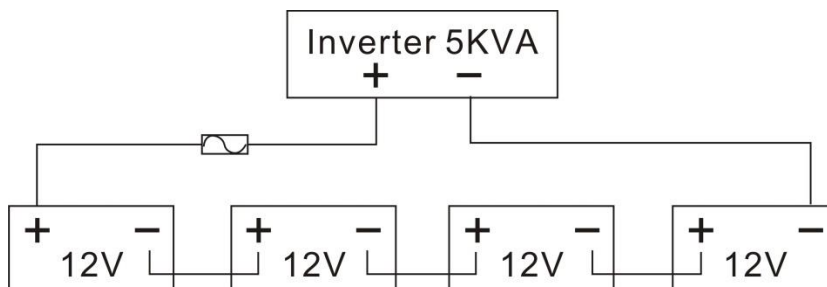 Inverter 5KVA
+ −
+ − + − + − + −
12V 12V 12V 12V